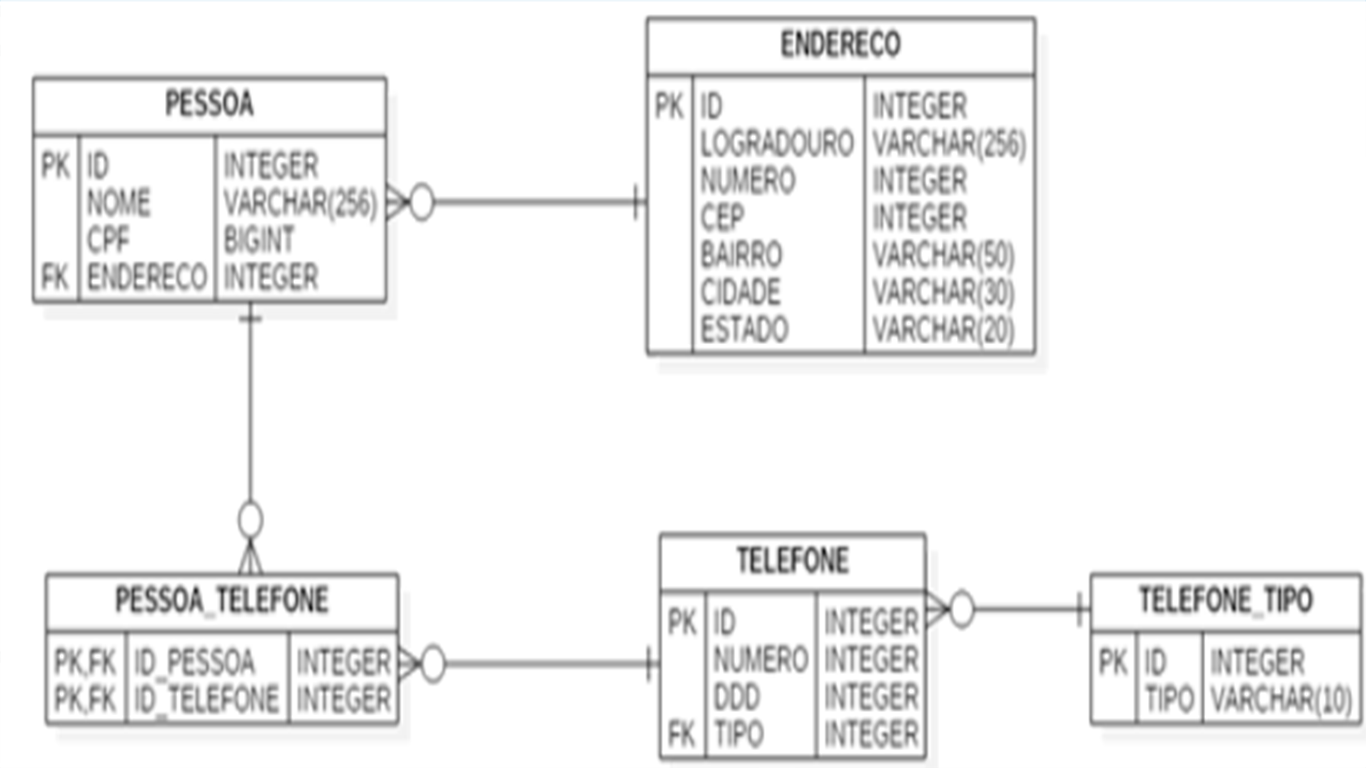 PESSOA
PK ID INTEGER
NOME VARCHAR(256)
CPF BIGINT
FK ENDERECO INTEGER
ENDERECO
PK ID INTEGER
LOGRADOURO VARCHAR(256)
NUMERO INTEGER
CEP INTEGER
BAIRRO VARCHAR(50)
CIDADE VARCHAR(30)
ESTADO VARCHAR(20)
PESSOA_TELEFONE
PK,FK ID_PESSOA INTEGER
PK,FK ID_TELEFONE INTEGER
TELEFONE
PK ID INTEGER
NUMERO INTEGER
DDD INTEGER
FK TIPO INTEGER
TELEFONE_TIPO
PK ID INTEGER
TIPO VARCHAR(10)